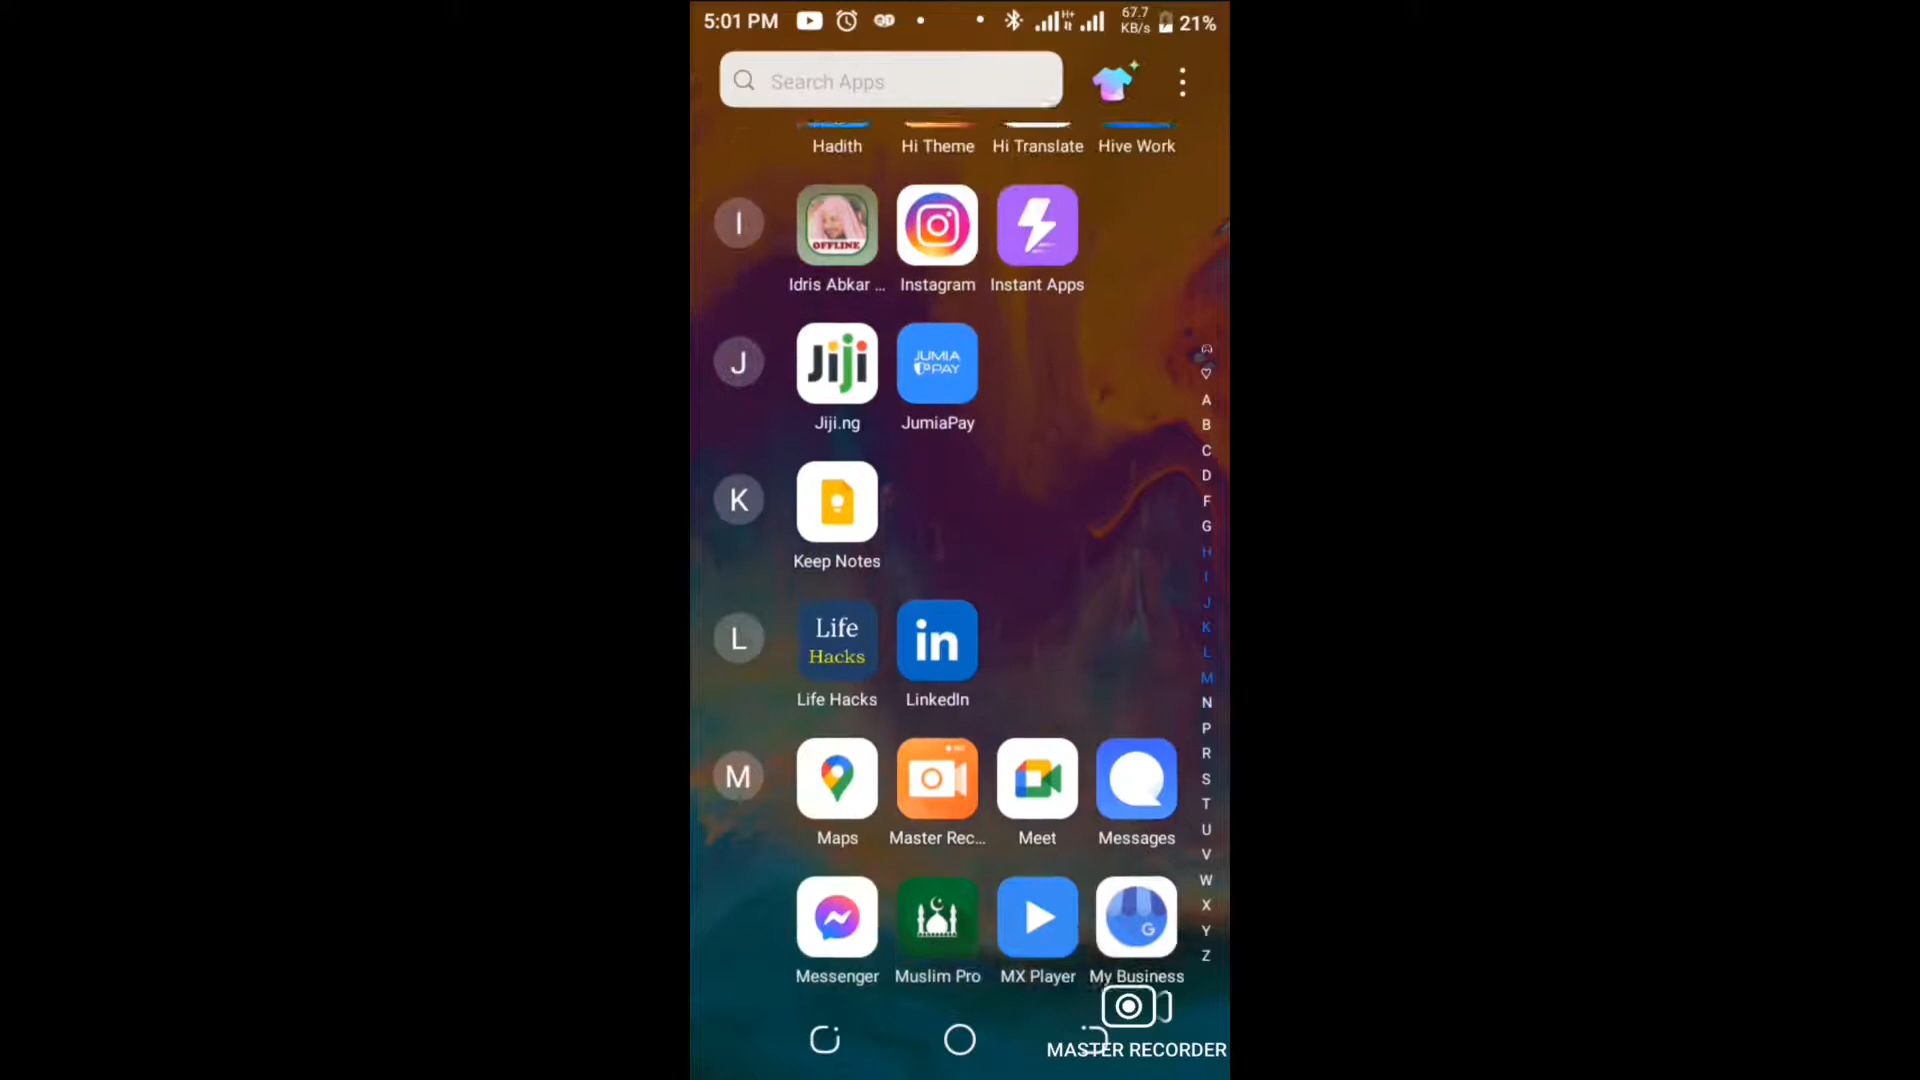 5:01 PM
67.7
KB/s
21%
Search Apps
Hadith
Hi Theme
Hi Translate
Hive Work
I
OFFLINE
Idris Abkar ...
Instagram
Instant Apps
J
Jiji
JUMIA
PAY
Jiji.ng
JumiaPay
K
Keep Notes
L
Life
Hacks
in
Life Hacks
LinkedIn
M
Maps
Master Rec...
Meet
Messages
G
Messenger
Muslim Pro
MX Player
My Business
A
B
C
D
F
G
H
I
J
K
L
M
N
P
R
S
T
U
V
W
X
Y
Z
MASTER RECORDER